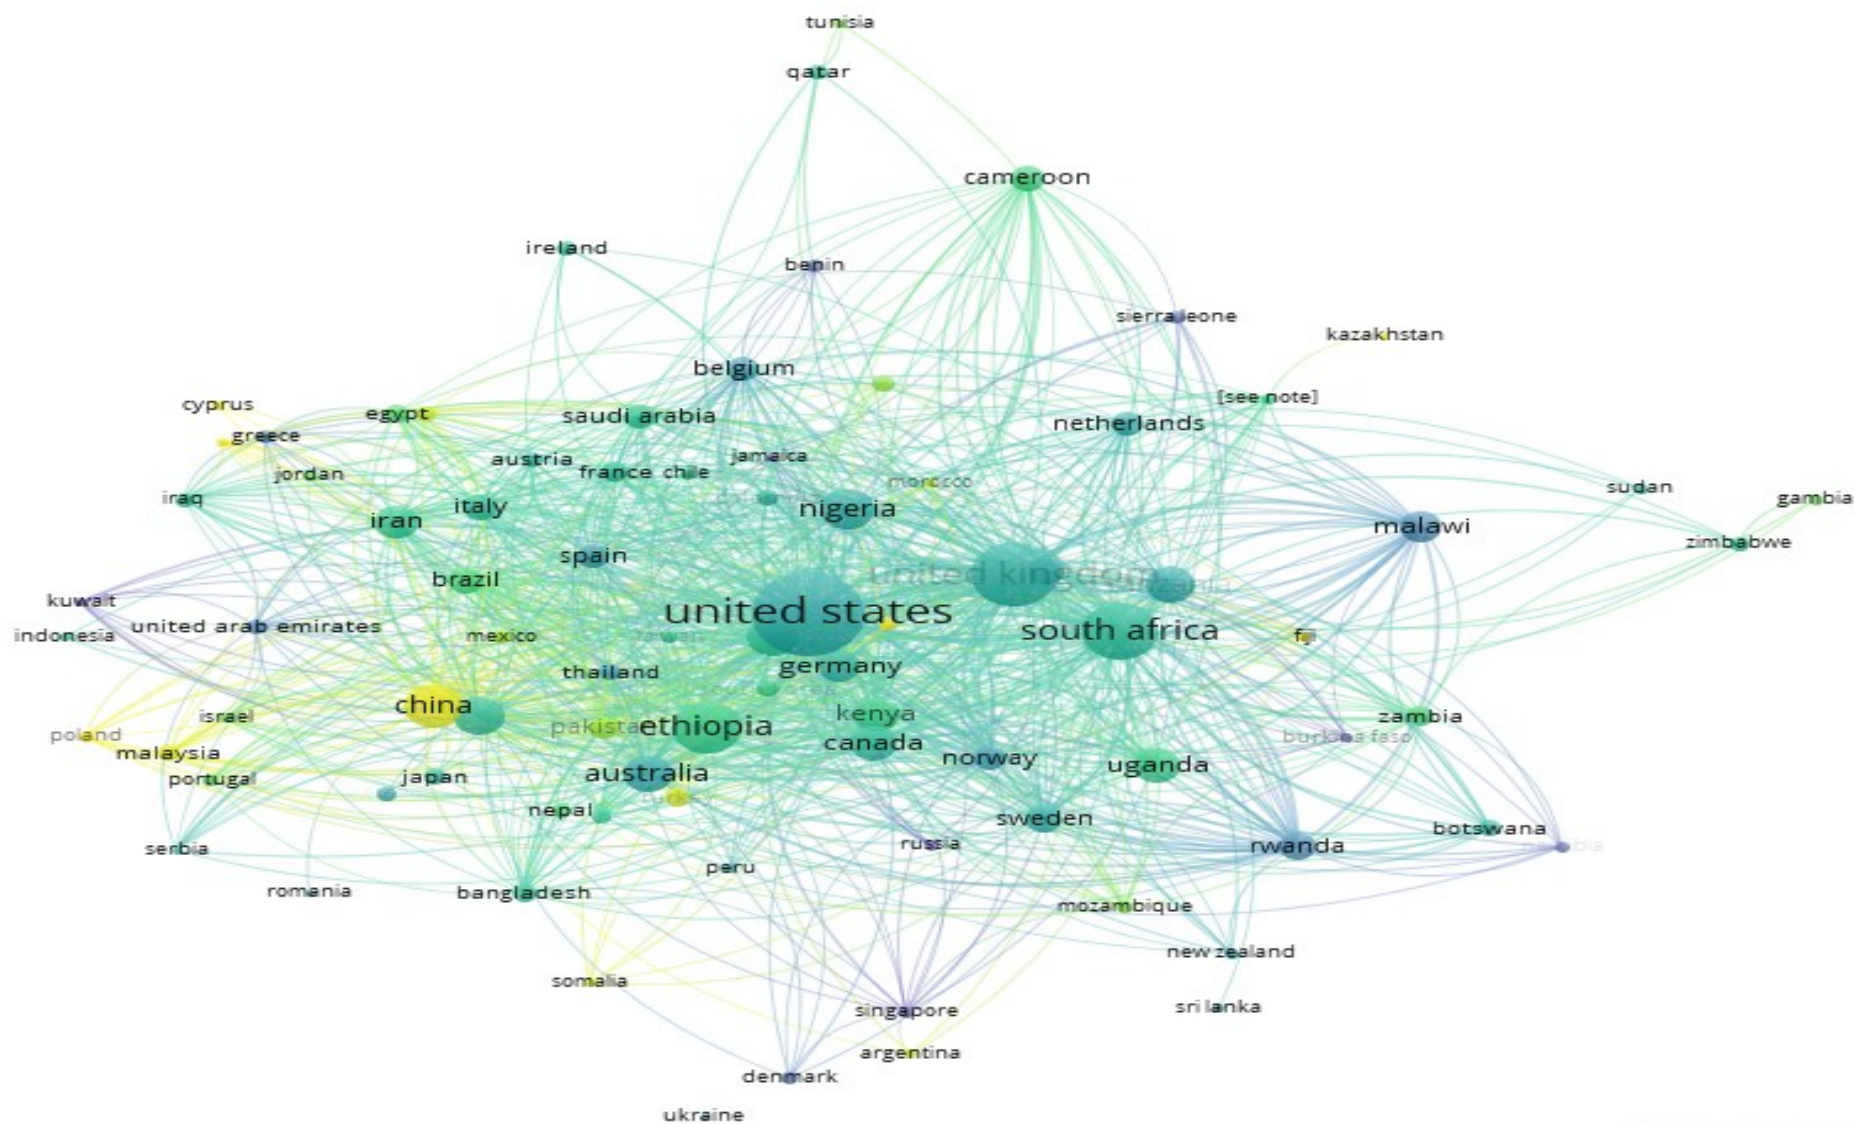 tunisia
qatar
cameroon
ireland
benin
sierra leone
kazakhstan
belgium
[see note]
cyprus
egypt
saudi arabia
netherlands
greece
austria
france
chile
jamaica
jordan
morocco
sudan
gambia
iraq
iran
italy
nigeria
malawi
zimbabwe
spain
united kingdom
brazil
kuwait
united states
indonesia
united arab emirates
mexico
south africa
fiji
thailand
germany
china
israel
pakista
ethiopia
kenya
zambia
poland
burkina faso
malaysia
canada
norway
uganda
portugal
japan
australia
nepal
sweden
botswana
serbia
russia
rwanda
peru
romania
bangladesh
mozambique
new zealand
somalia
singapore
sri lanka
argentina
denmark
ukraine